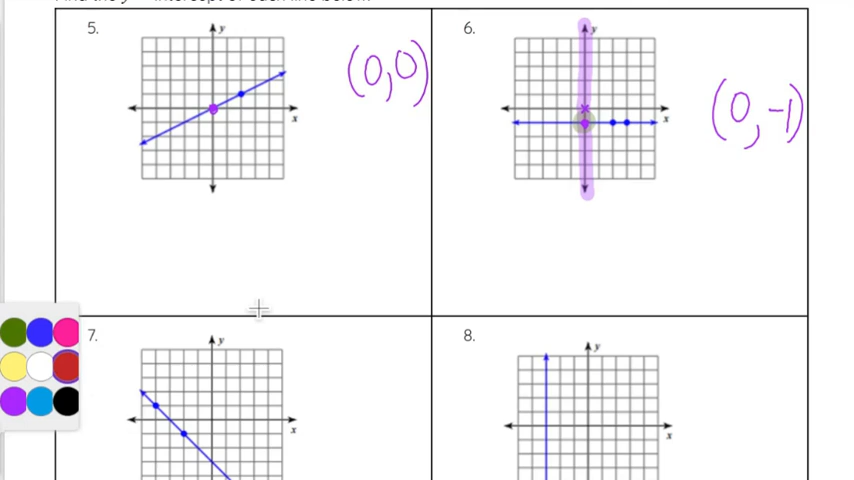 5.
y
x
(0,0)
6.
y
x
(0,-1)
7.
y
x
8.
y
x